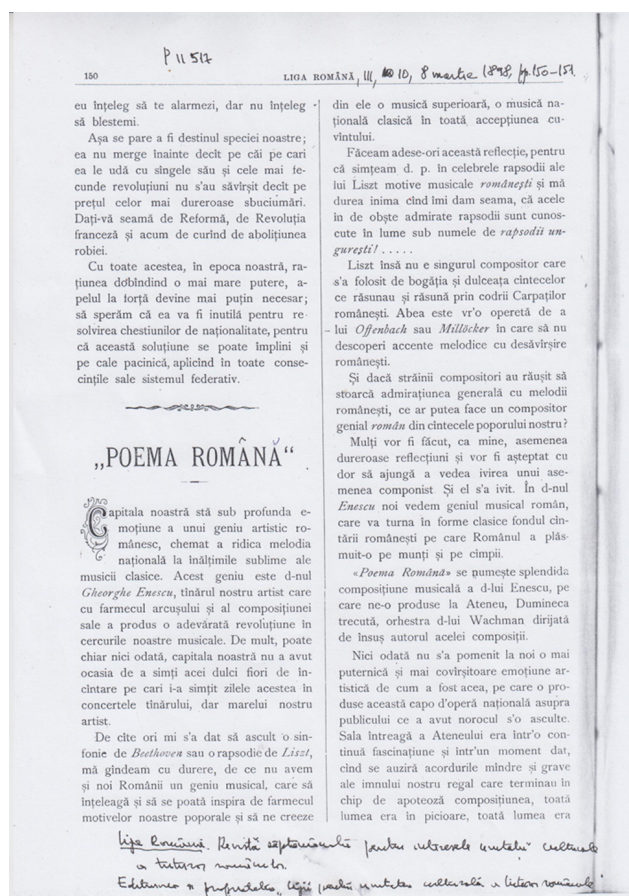 P II 517
150 LIGA ROMÂNĂ, III, 10, 8 martie 1898, pp. 150-151
eu înțeleg să te alarmezi, dar nu înțeleg
să blestemi.
Așa se pare a fi destinul speciei noastre;
ea nu merge înainte decît pe căi pe cari
ea le udă cu sîngele său și cele mai fe-
cunde revoluțiuni nu s'au săvîrșit decît pe
prețul celor mai dureroase sbuciumări.
Dați-vă seamă de Reformă, de Revoluția
franceză și acum de curînd de abolițiunea
robiei.
Cu toate acestea, în epoca noastră, ra-
țiunea dobîndind o mai mare putere, a-
pelul la forță devine mai puțin necesar;
să sperăm că ea va fi inutilă pentru re-
solvirea chestiunilor de naționalitate, pentru
că această soluțiune se poate împlini și
pe cale pacinică, aplicînd în toate conse-
cințile sale sistemul federativ.
„POEMA ROMÂNĂ“
Capitala noastră stă sub profunda e-
moțiune a unui geniu artistic ro-
mânesc, chemat a ridica melodia
națională la înălțimile sublime ale
musicii clasice. Acest geniu este d-nul
Gheorghe Enescu, tînărul nostru artist care
cu farmecul arcușului și al composițiunei
sale a produs o adevărată revoluțiune în
cercurile noastre musicale. De mult, poate
chiar nici odată, capitala noastră nu a avut
ocasia de a simți acei dulci fiori de în-
cîntare pe cari i-a simțit zilele acestea în
concertele tînărului, dar marelui nostru
artist.
De cîte ori mi s'a dat să ascult o sin-
fonie de Beethoven sau o rapsodie de Liszt,
mă gîndeam cu durere, de ce nu avem
și noi Românii un geniu musical, care să
înțeleagă și să se poată inspira de farmecul
motivelor noastre poporale și să ne creeze
din ele o musică superioară, o musică na-
țională clasică în toată accepțiunea cu-
vîntului.
Făceam adese-ori această reflecție, pentru
că simțeam d. p. în celebrele rapsodii ale
lui Liszt motive musicale românești și mă
durea inima cînd îmi dam seama, că acele
în de obște admirate rapsodii sunt cunos-
cute în lume sub numele de rapsodii un-
gurești! . . . . .
Liszt însă nu e singurul compositor care
s'a folosit de bogăția și dulceața cintecelor
ce răsunau și răsună prin codrii Carpaților
românești. Abea este vr'o operetă de a
lui Offenbach sau Millöcker în care să nu
descoperi accente melodice cu desăvîrșire
românești.
Și dacă străinii compositori au răușit să
stoarcă admirațiunea generală cu melodii
românești, ce ar putea face un compositor
genial român din cintecele poporului nostru?
Mulți vor fi făcut, ca mine, asemenea
dureroase reflecțiuni și vor fi așteptat cu
dor să ajungă a vedea ivirea unui ase-
menea componist. Și el s'a ivit. În d-nul
Enescu noi vedem geniul musical român,
care va turna în forme clasice fondul cîn-
tării românești pe care Românul a plăs-
muit-o pe munți și pe cimpii.
«Poema Română» se numește splendida
composițiune musicală a d-lui Enescu, pe
care ne-o produse la Ateneu, Dumineca
trecută, orhestra d-lui Wachman dirijată
de însuș autorul acelei composiții.
Nici odată nu s'a pomenit la noi o mai
puternică și mai covîrșitoare emoțiune ar-
tistică de cum a fost acea, pe care o pro-
duse această capo d'operă națională asupra
publicului ce a avut norocul s'o asculte.
Sala întreagă a Ateneului era într'o con-
tinuă fascinațiune și într'un moment dat,
cînd se auziră acordurile mîndre și grave
ale imnului nostru regal care terminau în
chip de apoteoză composițiunea, toată
lumea era în picioare, toată lumea era
Liga Română. Revistă săptămânală pentru interesele unității culturale
a tuturor românilor.
Editura și proprietatea „Ligii pentru unitatea culturală a tuturor românilor"